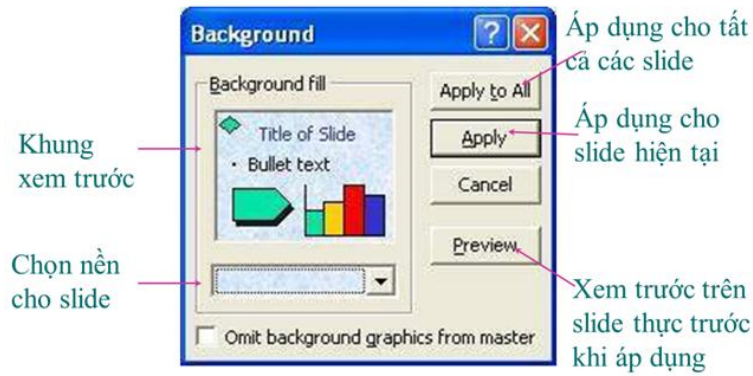 Background
Background fill
Title of Slide
• Bullet text
Apply to All
Apply
Cancel
Preview
Omit background graphics from master
Khung
xem trước
Chọn nền
cho slide
Áp dụng cho tất
cả các slide
Áp dụng cho
slide hiện tại
Xem trước trên
slide thực trước
khi áp dụng